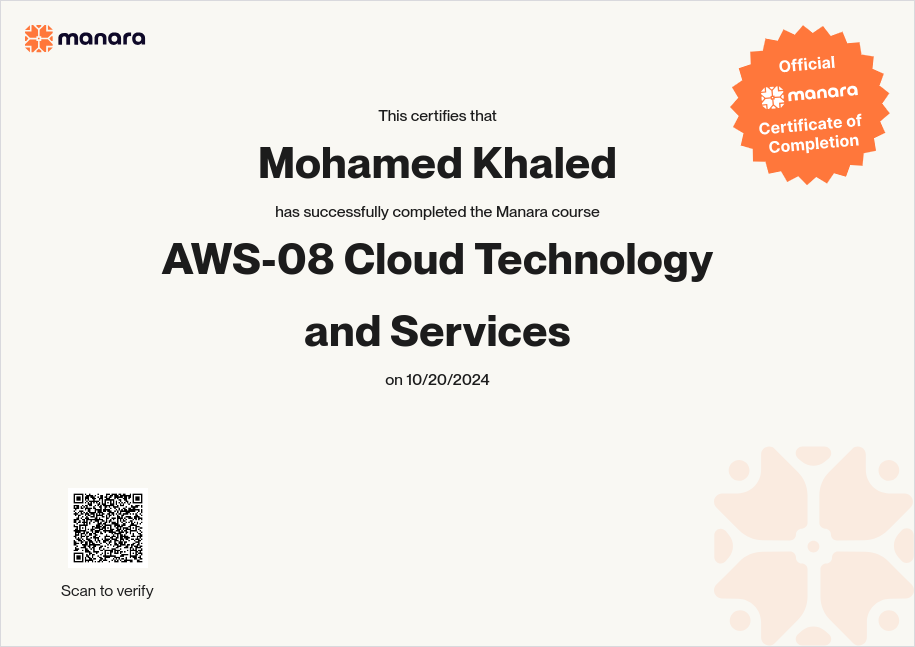 manara
Official
manara
Certificate of
Completion
This certifies that
Mohamed Khaled
has successfully completed the Manara course
AWS-08 Cloud Technology
and Services
on 10/20/2024
Scan to verify